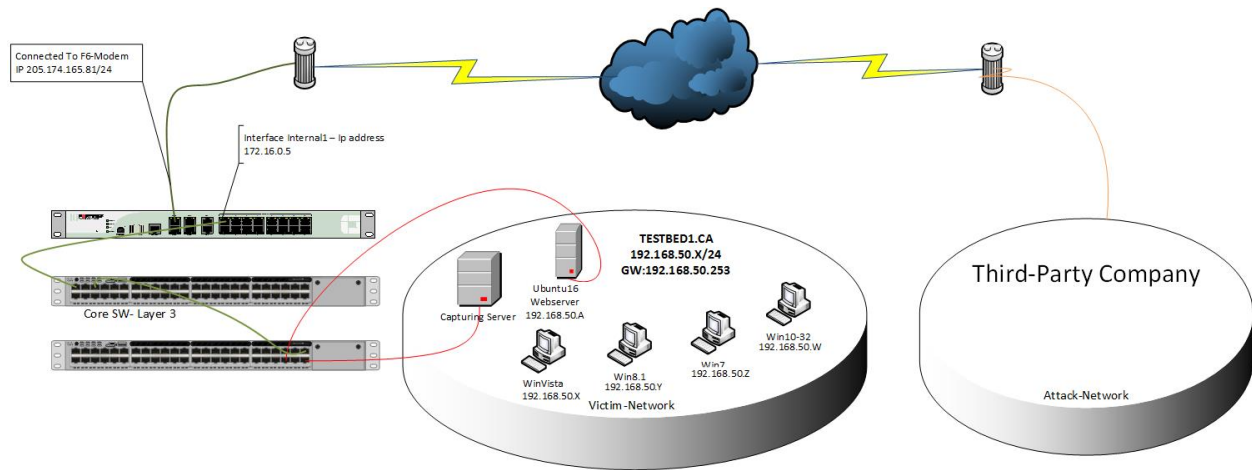 Connected To F6-Modem
IP 205.174.165.81/24
Interface Internal1 – Ip address
172.16.0.5
Core SW- Layer 3
TESTBED1.CA
192.168.50.X/24
GW:192.168.50.253
Ubuntu16
Webserver
192.168.50.A
Capturing Server
WinVista
192.168.50.X
Win8.1
192.168.50.Y
Win7
192.168.50.Z
Win10-32
192.168.50.W
Victim-Network
Third-Party Company
Attack-Network